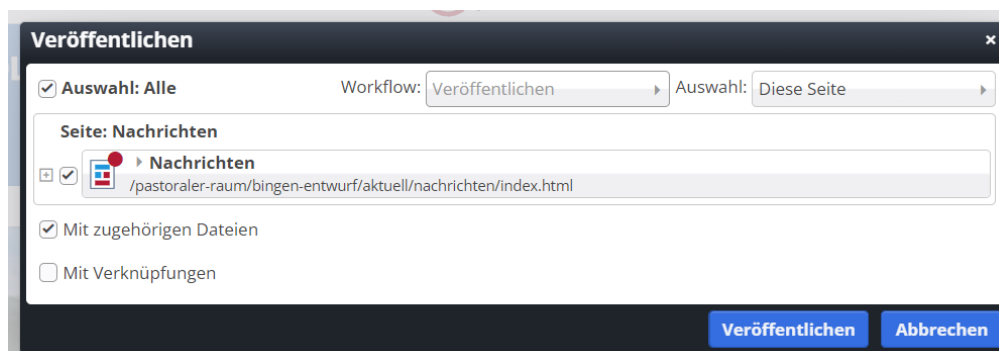 Veröffentlichen ×
Auswahl: Alle Workflow: Veröffentlichen Auswahl: Diese Seite
Seite: Nachrichten
Nachrichten
/pastoraler-raum/bingen-entwurf/aktuell/nachrichten/index.html
Mit zugehörigen Dateien
Mit Verknüpfungen
Veröffentlichen Abbrechen